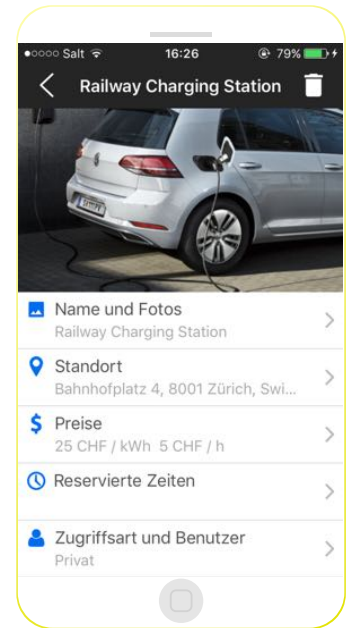 Salt 16:26 79%
Railway Charging Station
Name und Fotos
Railway Charging Station
Standort
Bahnhofplatz 4, 8001 Zürich, Swi...
$ Preise
25 CHF / kWh 5 CHF / h
Reservierte Zeiten
Zugriffsart und Benutzer
Privat